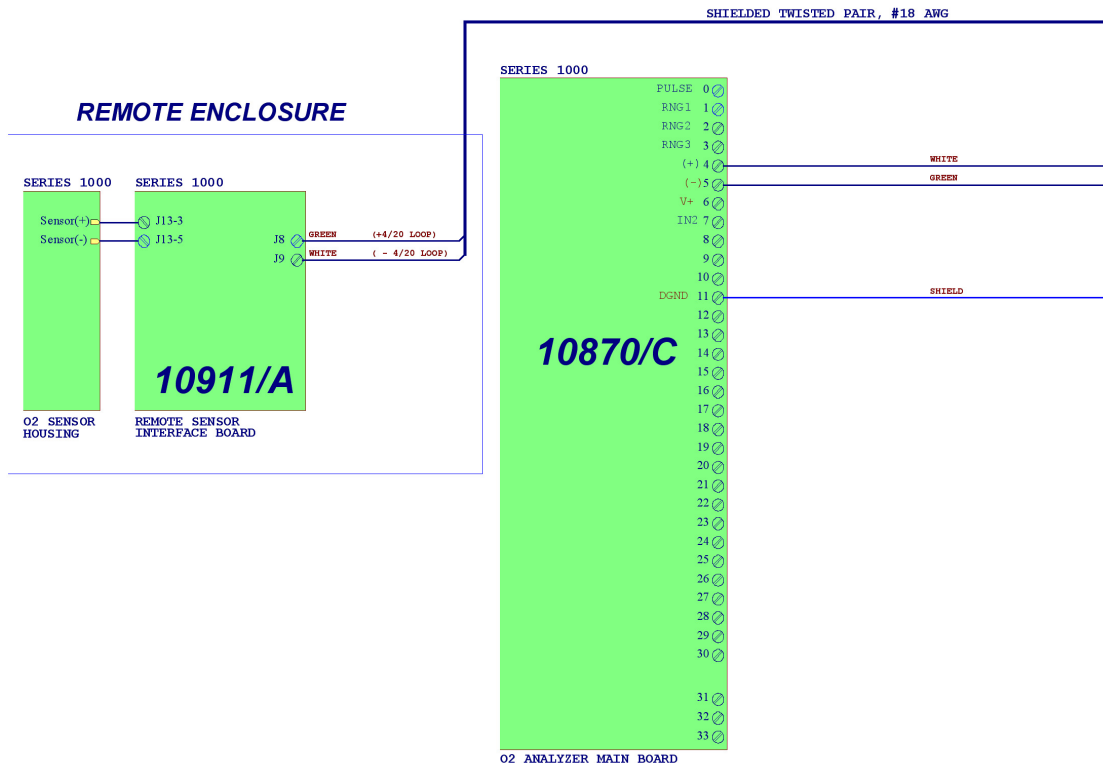 SHIELDED TWISTED PAIR, #18 AWG
REMOTE ENCLOSURE
SERIES 1000
Sensor(+)
Sensor(-)
O2 SENSOR
HOUSING
SERIES 1000
J13-3
J13-5
J8
J9
10911/A
REMOTE SENSOR
INTERFACE BOARD
GREEN (+4/20 LOOP)
WHITE ( - 4/20 LOOP)
SERIES 1000
PULSE 0
RNG1 1
RNG2 2
RNG3 3
(+) 4
(-)5
V+ 6
IN2 7
8
9
10
DGND 11
12
13
14
15
16
17
18
19
20
21
22
23
24
25
26
27
28
29
30
31
32
33
10870/C
O2 ANALYZER MAIN BOARD
WHITE
GREEN
SHIELD